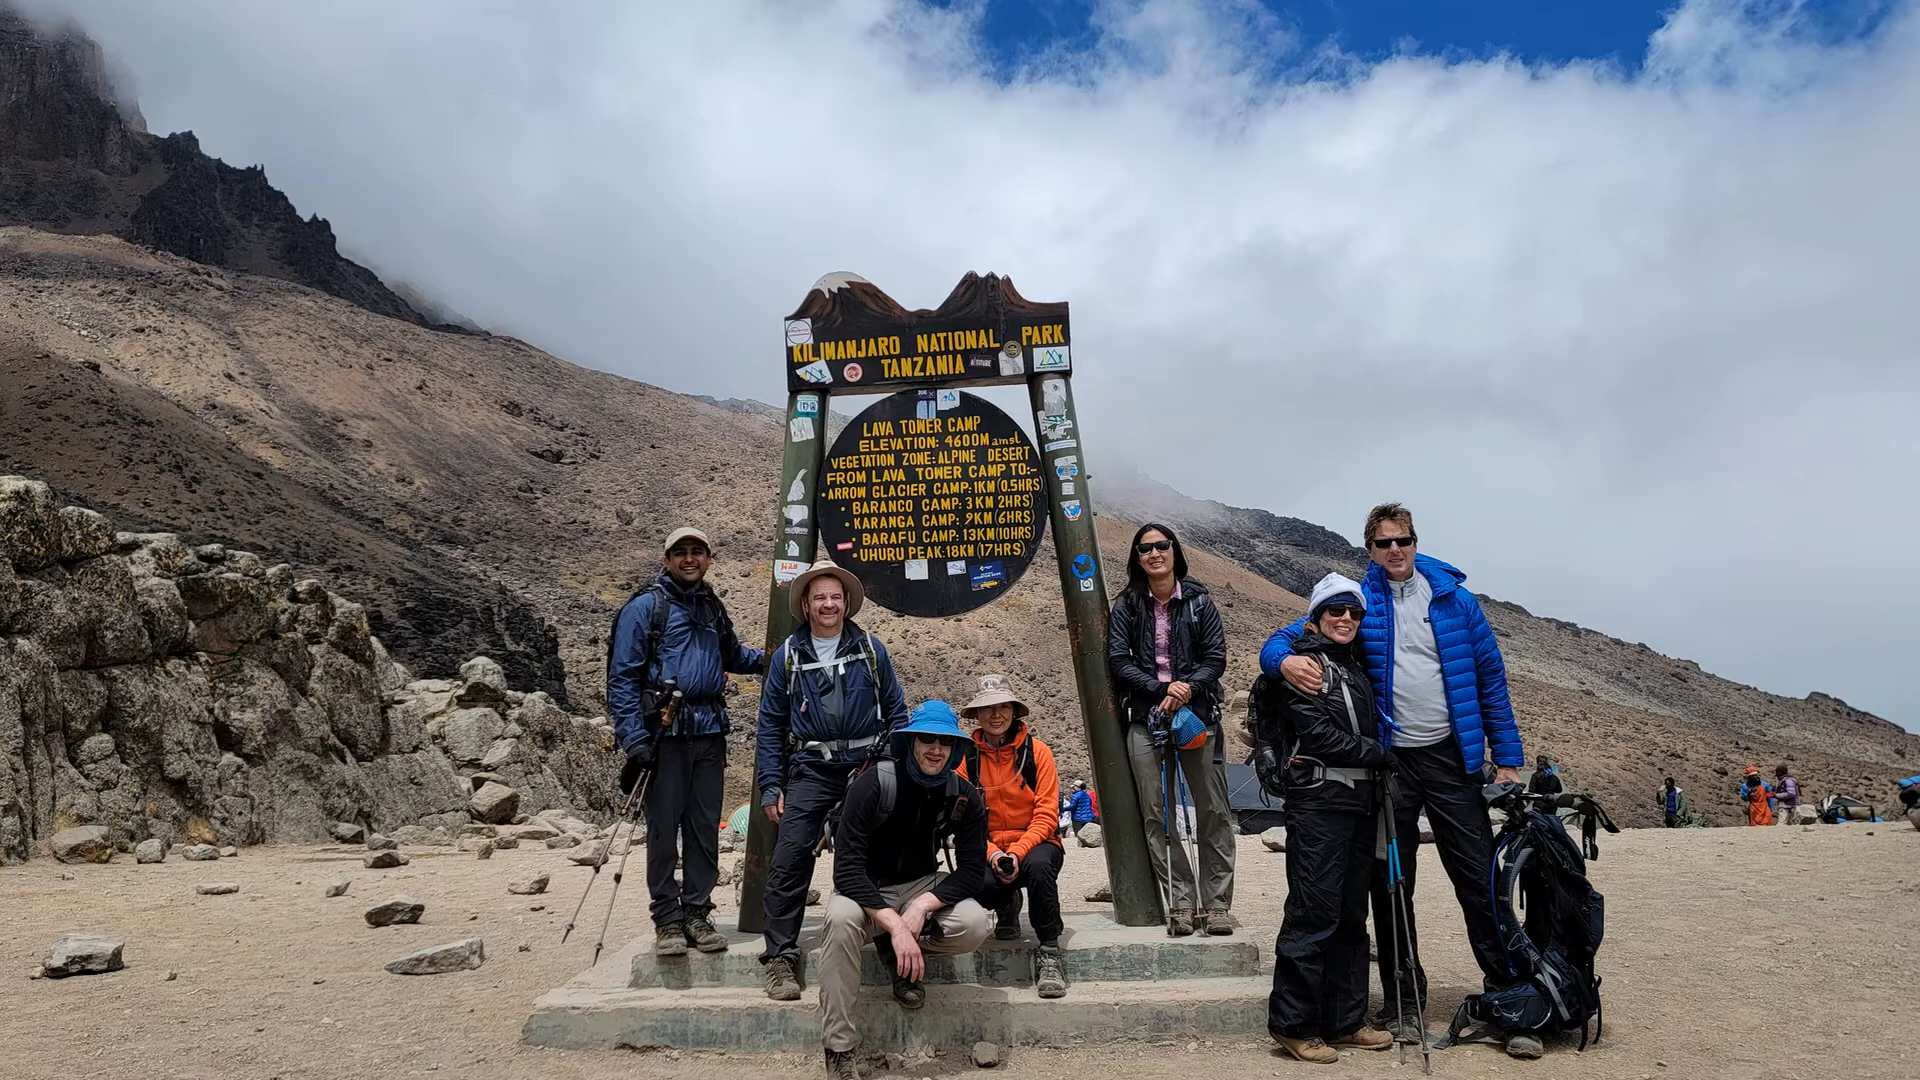 KILIMANJARO NATIONAL PARK
TANZANIA
LAVA TOWER CAMP
ELEVATION: 4600M amsl
VEGETATION ZONE: ALPINE DESERT
FROM LAVA TOWER CAMP TO:-
• ARROW GLACIER CAMP: 1KM (0.5HRS)
• BARANCO CAMP: 3KM 2HRS)
• KARANGA CAMP: 9KM (6HRS)
• BARAFU CAMP: 13KM (10HRS)
• UHURU PEAK: 18KM (17HRS)